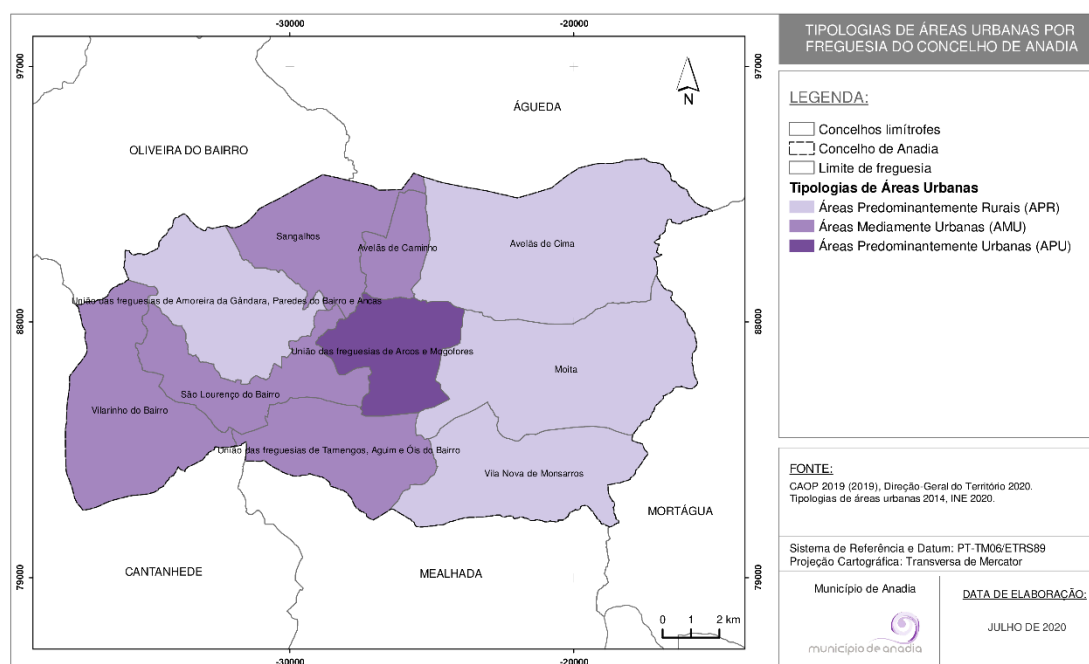 TIPOLOGIAS DE ÁREAS URBANAS POR
FREGUESIA DO CONCELHO DE ANADIA
-30000
-20000
97000
97000
ÁGUEDA
N
OLIVEIRA DO BAIRRO
Sangalhos
Avelãs de Caminho
Avelãs de Cima
União das freguesias de Amoreira da Gândara, Paredes do Bairro e Ancas
88000
88000
União das freguesias de Arcos e Mogofores
Moita
São Lourenço do Bairro
Vilarinho do Bairro
União das freguesias de Tamengos, Aguim e Óis do Bairro
Vila Nova de Monsarros
MORTÁGUA
CANTANHEDE
MEALHADA
79000
79000
0 1 2 km
-30000
-20000
LEGENDA:
Concelhos limítrofes
Concelho de Anadia
Limite de freguesia
Tipologias de Áreas Urbanas
Áreas Predominantemente Rurais (APR)
Áreas Mediamente Urbanas (AMU)
Áreas Predominantemente Urbanas (APU)
FONTE:
CAOP 2019 (2019), Direção-Geral do Território 2020.
Tipologias de áreas urbanas 2014, INE 2020.
Sistema de Referência e Datum: PT-TM06/ETRS89
Projeção Cartográfica: Transversa de Mercator
Município de Anadia
município de anadia
DATA DE ELABORAÇÃO:
JULHO DE 2020